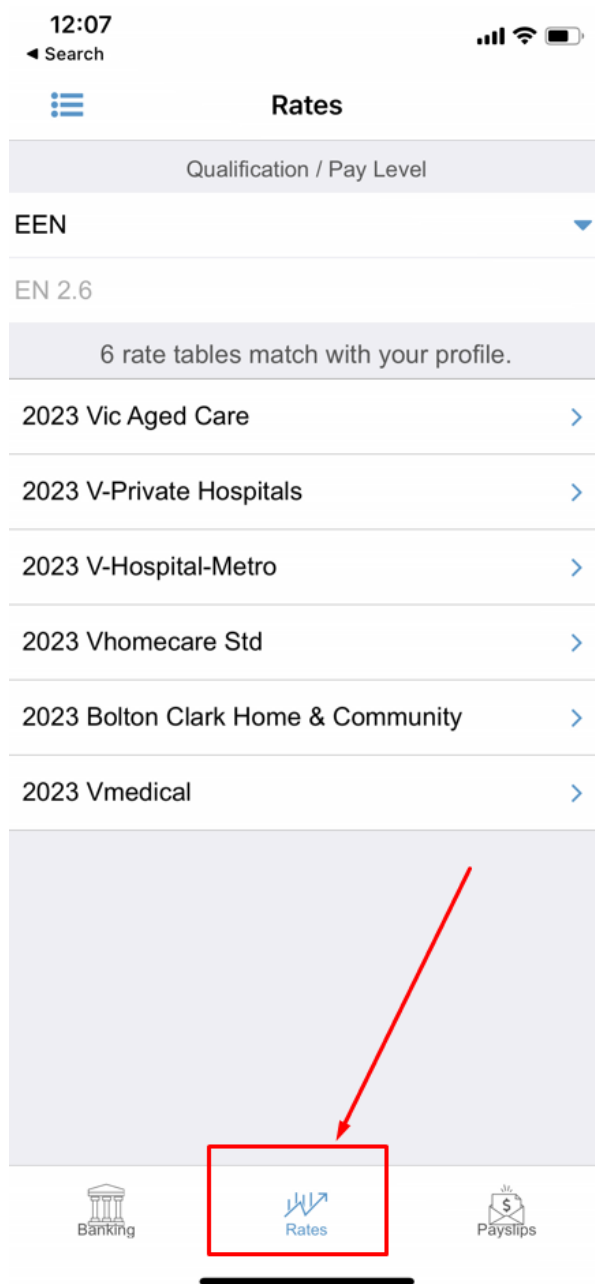 12:07
◄ Search
Rates
Qualification / Pay Level
EEN
EN 2.6
6 rate tables match with your profile.
2023 Vic Aged Care
2023 V-Private Hospitals
2023 V-Hospital-Metro
2023 Vhomecare Std
2023 Bolton Clark Home & Community
2023 Vmedical
Banking
Rates
Payslips